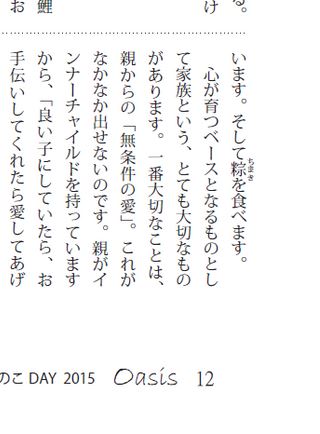 る。
け
お
鯉
います。そして粽を食べます。
ちまき
心が育つベースとなるものとし
て家族という、とても大切なもの
があります。一番大切なことは、
親からの「無条件の愛」。これが
なかなか出せないのです。親がイ
ンナーチャイルドを持っています
から、「良い子にしていたら、お
手伝いしてくれたら愛してあげ
のこ DAY 2015 Oasis 12